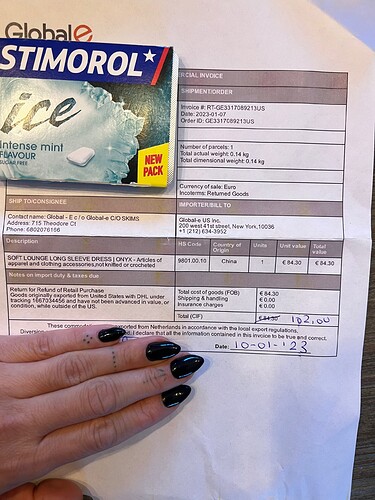 Globale
STIMOROL
ice
Intense mint
FLAVOUR
SUGAR FREE
NEW
PACK
ERCIAL INVOICE
SHIPMENT/ORDER
Invoice #: RT-GE3317089213US
Date: 2023-01-07
Order ID: GE3317089213US
Number of parcels: 1
Total actual weight: 0.14 kg
Total dimensional weight: 0.14 kg
Currency of sale: Euro
Incoterms: Returned Goods
SHIP TO/CONSIGNEE
IMPORTER/BILL TO
Contact name: Global - E c / o Global-e C/O SKIMS
Address: 715 Theodore Ct
Phone: 6802076166
Global-e US Inc.
200 west 41st street, New York,10036
+1 (212) 634-3952
Description HS Code Country of Origin Units Unit value Total value
SOFT LOUNGE LONG SLEEVE DRESS | ONYX - Articles of
apparel and clothing accessories,not knitted or crocheted
9801.00.10 China 1 € 84.30 € 84.30
Notes on import duty & taxes due
Return for Refund of Retail Purchase
Goods originally exported from United States with DHL under
tracking 1667034456 and have not been advanced in value, or
condition, while outside of the US.
Total cost of goods (FOB) € 84.30
Shipping & handling € 0.00
Insurance charges € 0.00
Total (CIF) € 84.30 102,00
These commod
xported from Netherlands in accordance with the local export regulations.
Diversion
I declare that all the information contained in this invoice to be true and correct.
Date: 10-01-'23